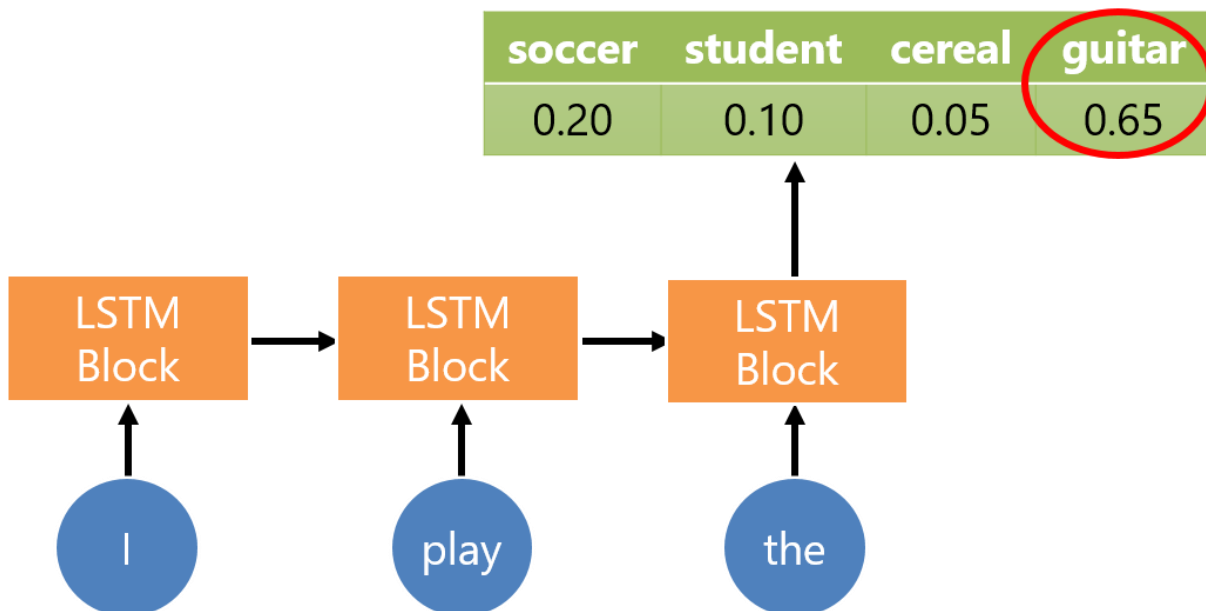 soccer student cereal guitar
0.20 0.10 0.05 0.65
LSTM LSTM LSTM
Block Block Block
I play the